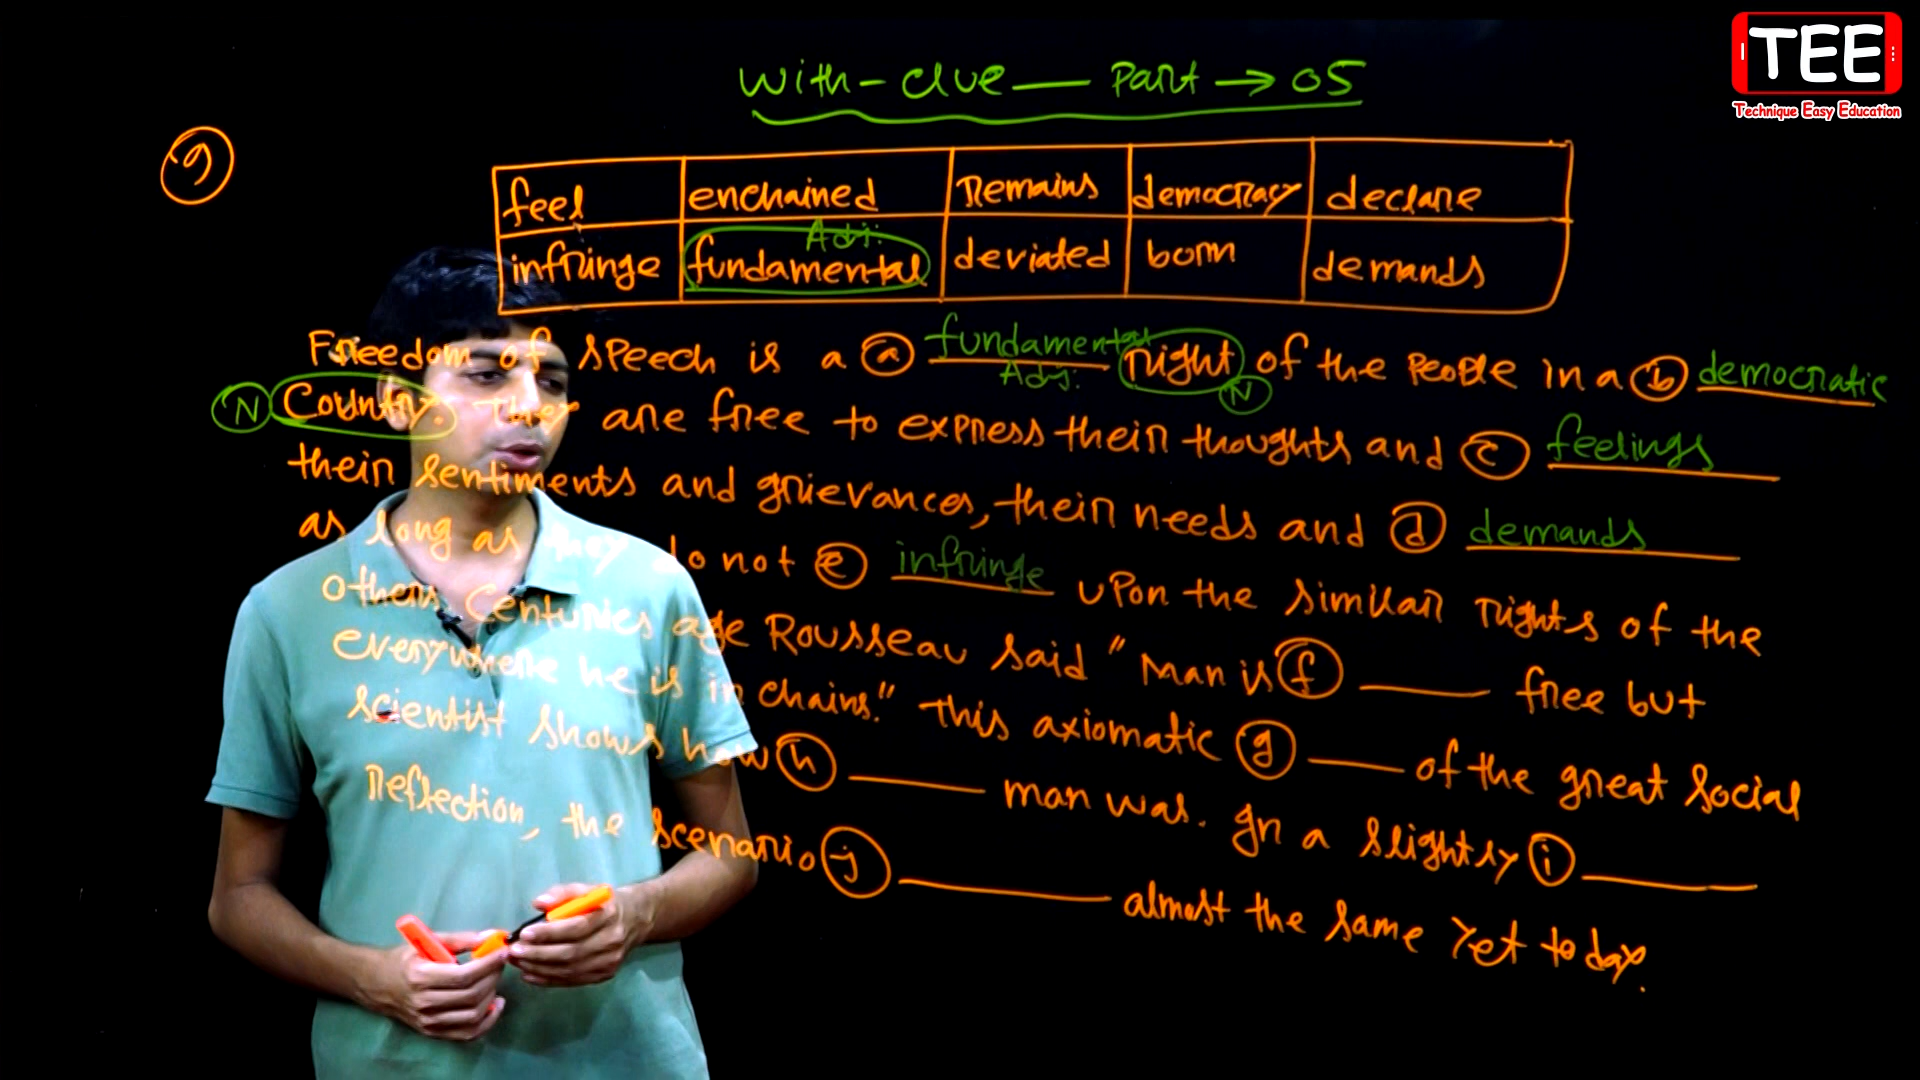 With-clue — Part → 05
TEE
Technique Easy Education
9
feel enchained Remains democracy declare
infringe fundamental deviated born demands
Adj:
Freedom of speech is a (a) fundamental right of the People in a (b) democratic
Adj: N
N Country. They are free to express their thoughts and (c) feelings
their sentiments and grievances, their needs and (d) demands
as long as they do not (e) infringe upon the similar rights of the
others. Centuries age Rousseau said "Man is (f) ____ free but
everywhere he is in chains." This axiomatic (g) ____ of the great social
scientist shows how (h) ____ man was. In a slightly (i) ____
Reflection, the scenario (j) ____ almost the same yet today.